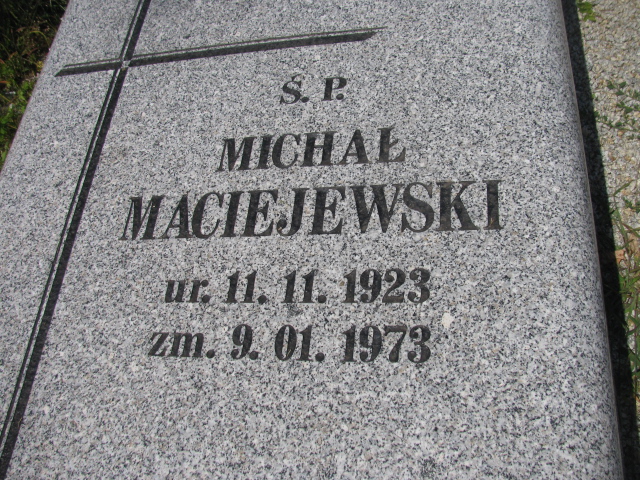 Ś. P.
MICHAŁ
MACIEJEWSKI
ur. 11. 11. 1923
zm. 9. 01. 1973